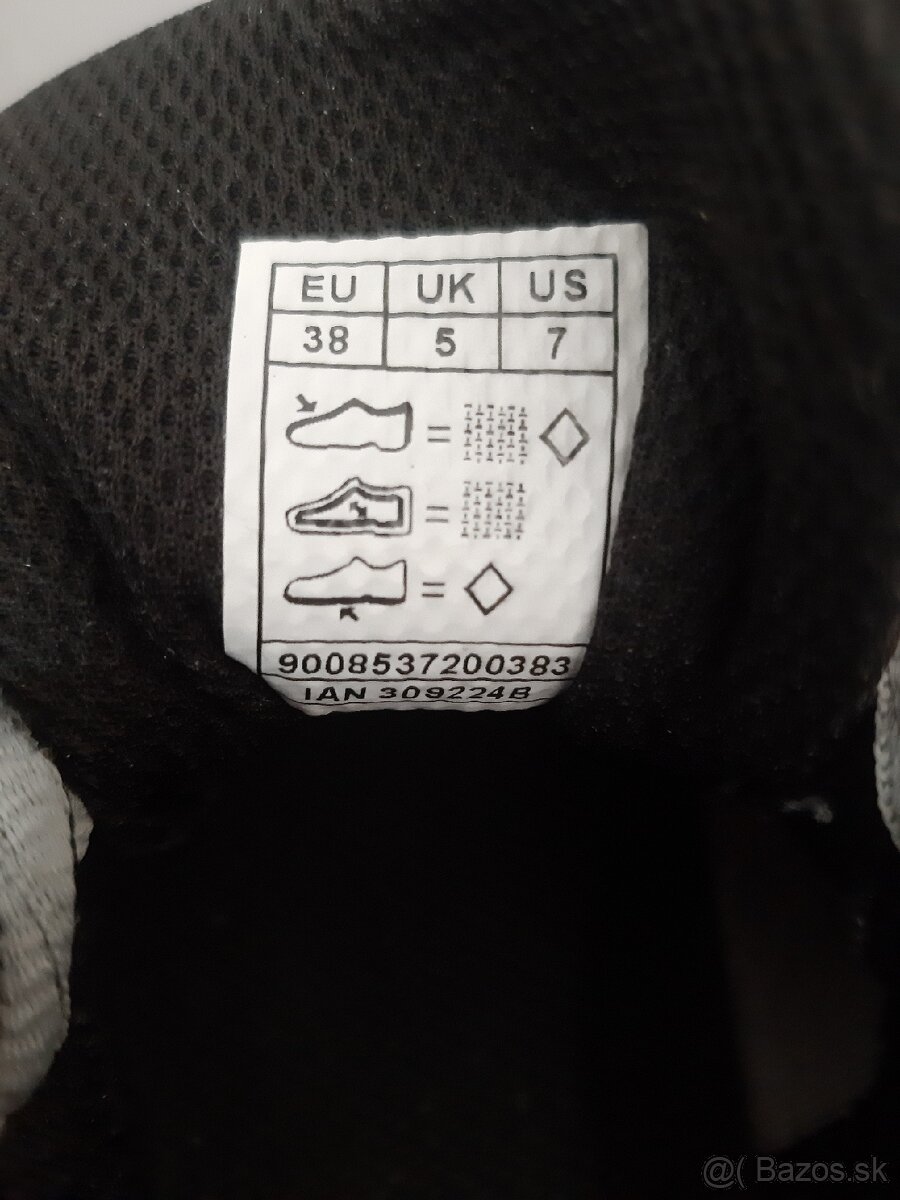 EU UK US
38 5 7
=
=
=
9008537200383
IAN 309224B
@( Bazos.sk